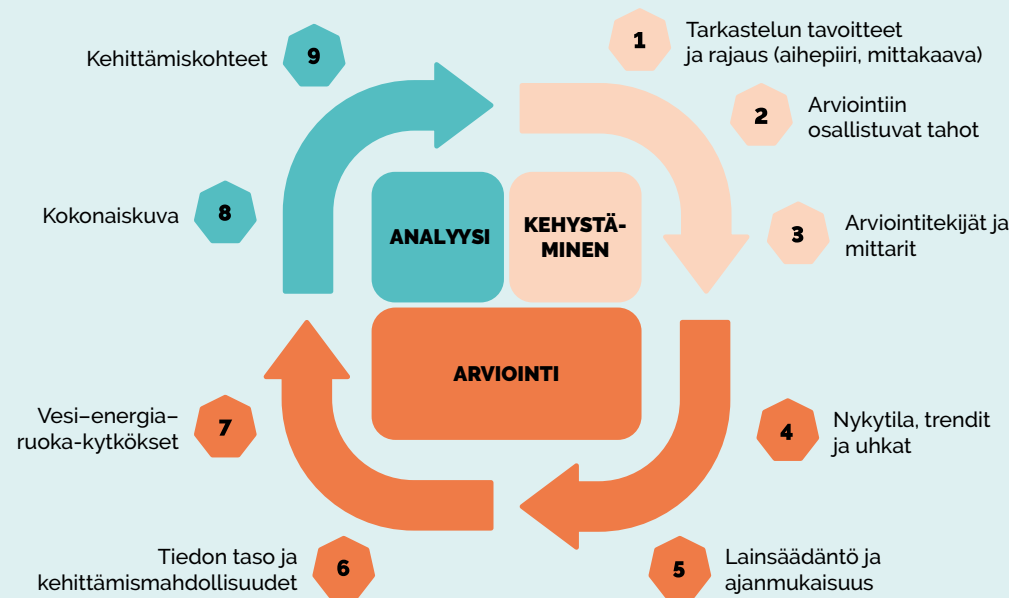 1
Tarkastelun tavoitteet
ja rajaus (aihepiiri, mittakaava)
2
Arviointiin
osallistuvat tahot
3
Arviointitekijät ja
mittarit
4
Nykytila, trendit
ja uhkat
5
Lainsäädäntö ja
ajanmukaisuus
6
Tiedon taso ja
kehittämismahdollisuudet
7
Vesi–energia–
ruoka-kytkökset
8
Kokonaiskuva
9
Kehittämiskohteet
ANALYYSI
KEHYSTÄ-
MINEN
ARVIOINTI